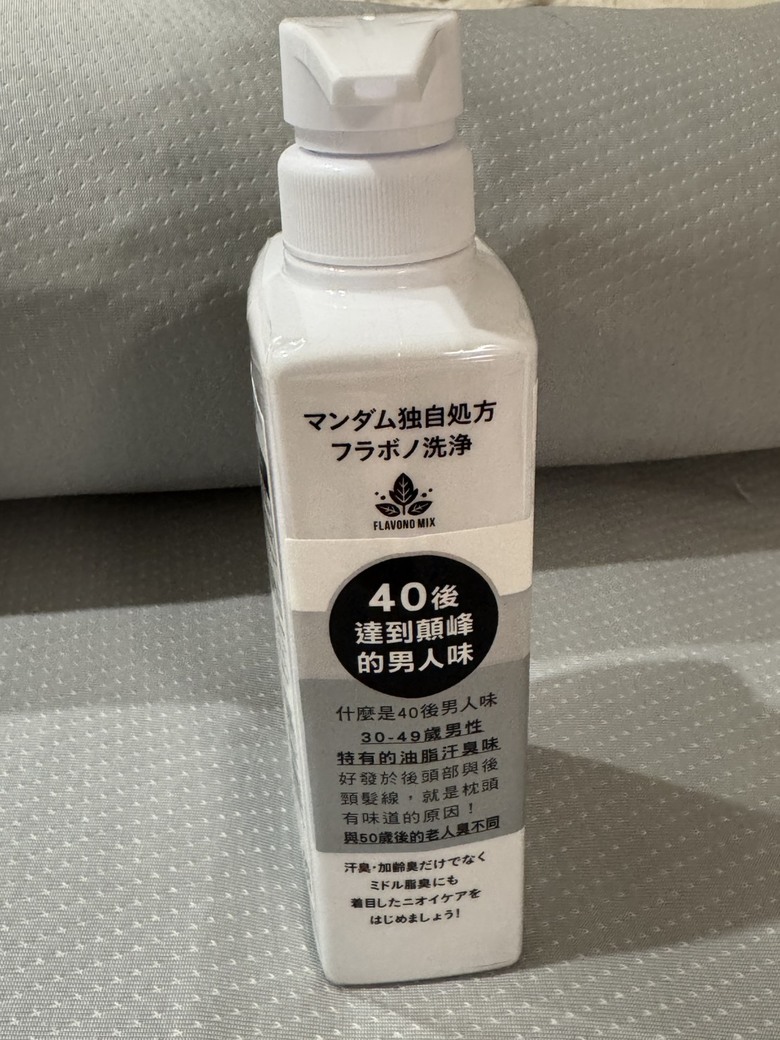 マンダム独自処方
フラボノ洗浄
FLAVONO MIX
40後
達到顛峰
的男人味
什麼是40後男人味
30-49歲男性
特有的油脂汗臭味
好發於後頭部與後
頸髮線，就是枕頭
有味道的原因！
與50歲後的老人臭不同
汗臭・加齢臭だけでなく
ミドル脂臭にも
着目したニオイケアを
はじめましょう！